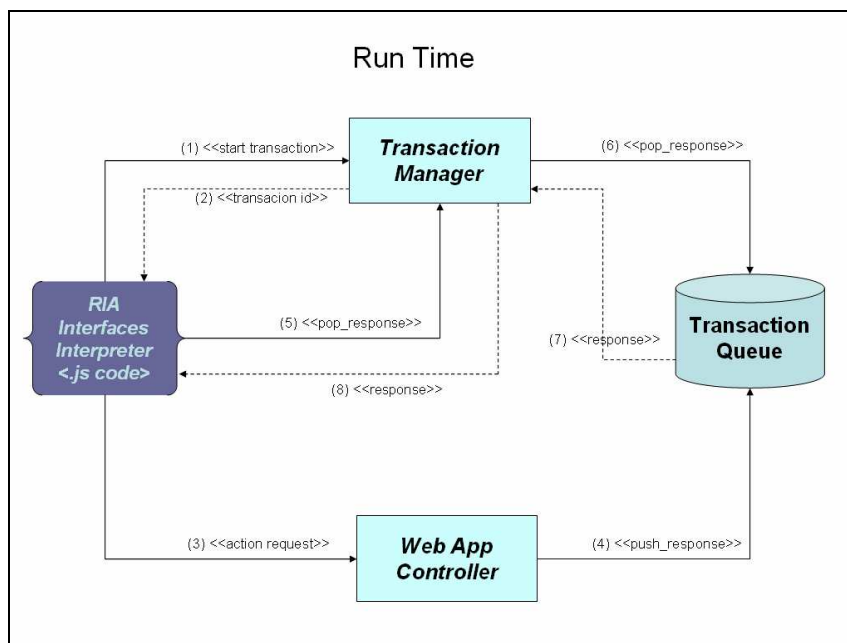 Run Time
(1) <<start transaction>>
Transaction
Manager
(6) <<pop_response>>
(2) <<transacion id>>
RIA
Interfaces
Interpreter
<.js code>
(5) <<pop_response>>
(7) <<response>>
Transaction
Queue
(8) <<response>>
(3) <<action request>>
Web App
Controller
(4) <<push_response>>